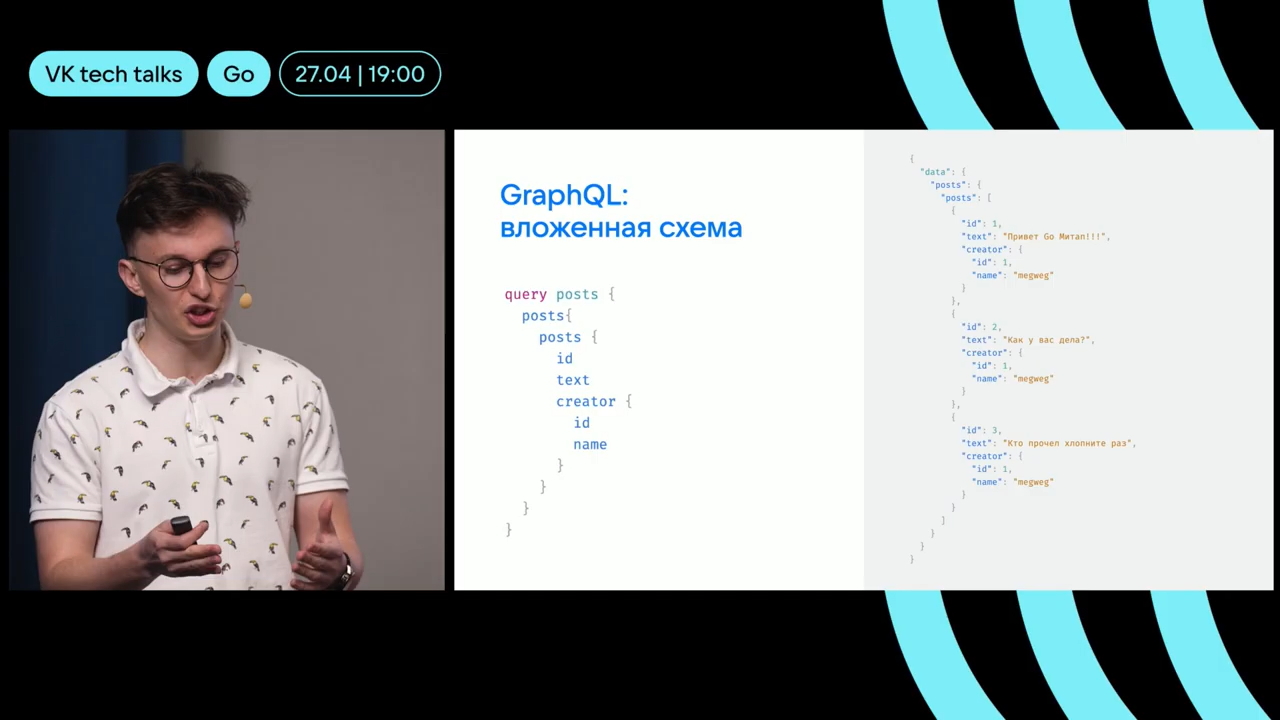 VK tech talks
Go
27.04 | 19:00
GraphQL:
вложенная схема
query posts {
posts{
posts {
id
text
creator {
id
name
}
}
}
}
{
"data": {
"posts": {
"posts": [
{
"id": 1,
"text": "Привет Go Митап!!!",
"creator": {
"id": 1,
"name": "megweg"
}
},
{
"id": 2,
"text": "Как у вас дела?",
"creator": {
"id": 1,
"name": "megweg"
}
},
{
"id": 3,
"text": "Кто прочел хлопните раз",
"creator": {
"id": 1,
"name": "megweg"
}
}
]
}
}
}